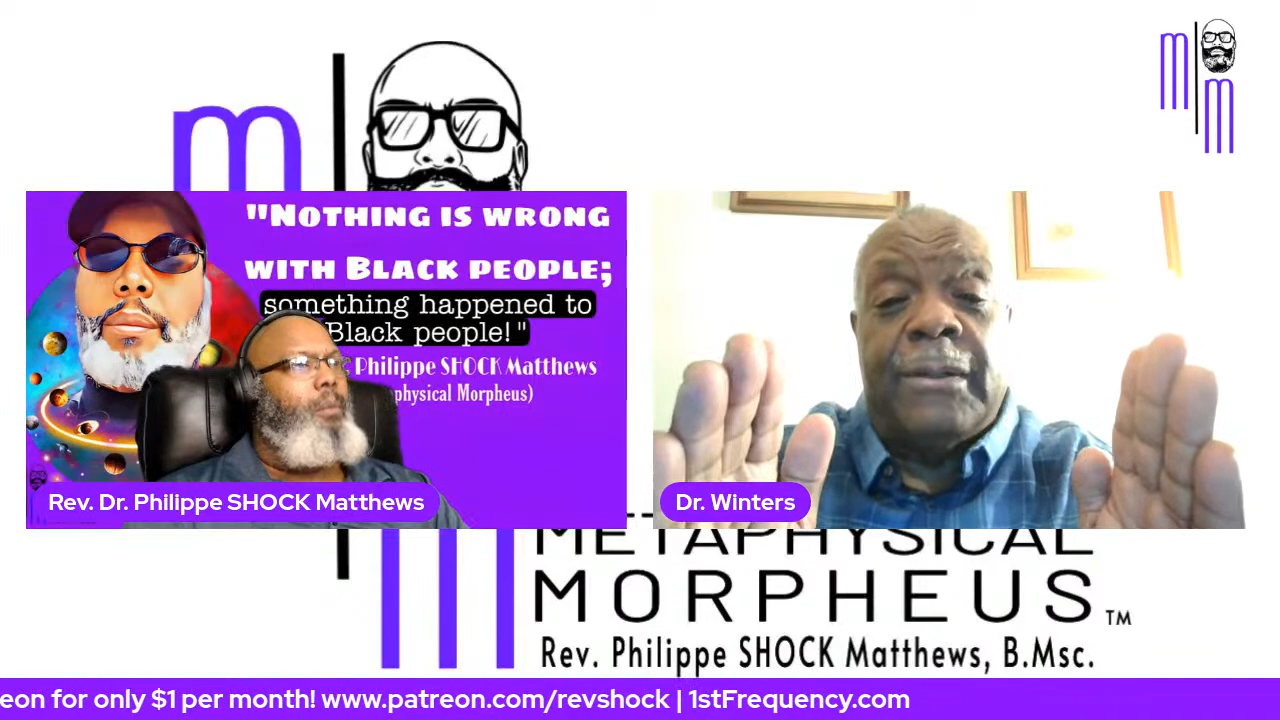 m
m
m
"NOTHING IS WRONG
WITH BLACK PEOPLE;
something happened to
Black people!"
Philippe SHOCK Matthews
physical Morpheus)
Rev. Dr. Philippe SHOCK Matthews
Dr. Winters
m
METAPHYSICAL
MORPHEUS™
Rev. Philippe SHOCK Matthews, B.Msc.
eon for only $1 per month! www.patreon.com/revshock | 1stFrequency.com